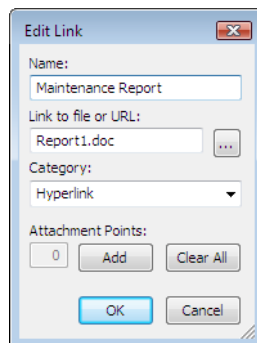 Edit Link
Name:
Maintenance Report
Link to file or URL:
Report1.doc
...
Category:
Hyperlink
Attachment Points:
0 Add Clear All
OK Cancel